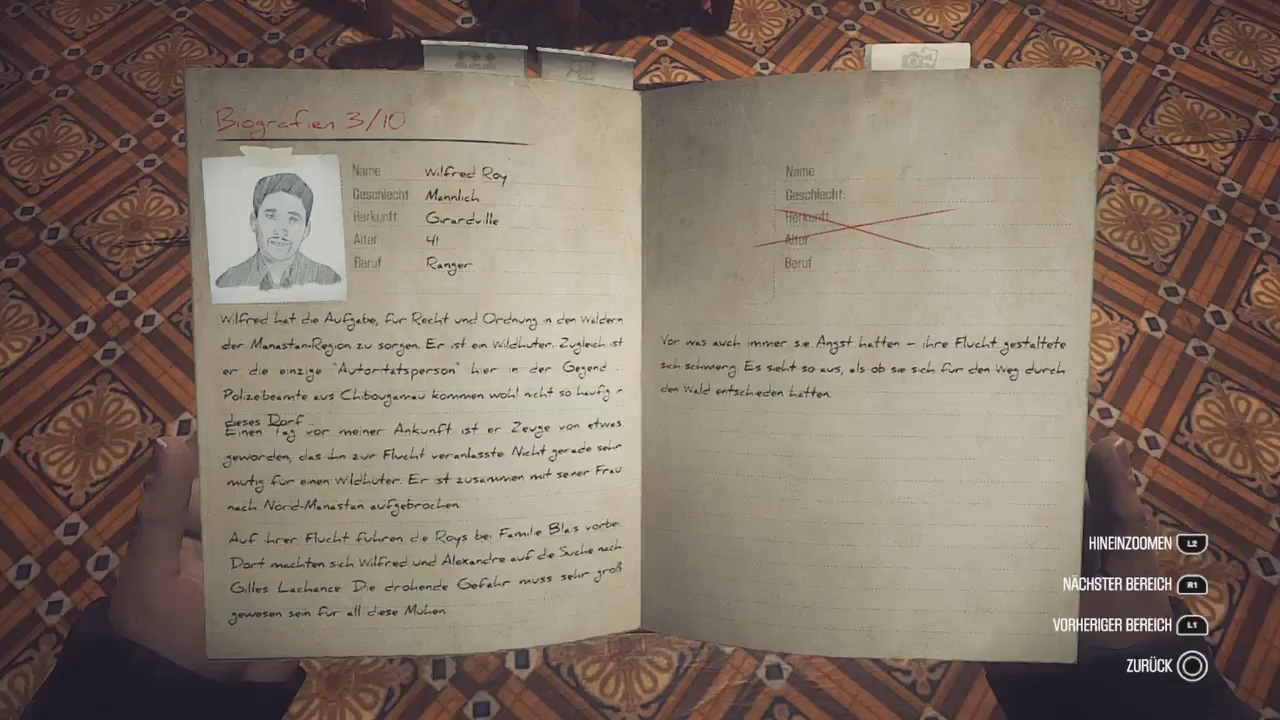 Biografien 3/10
Name Wilfred Roy
Geschlecht Männlich
Herkunft Girardville
Alter 41
Beruf Ranger
Wilfred hat die Aufgabe, für Recht und Ordnung in den Wäldern
der Manastan-Region zu sorgen. Er ist ein Wildhüter. Zugleich ist
er die einzige "Autoritätsperson" hier in der Gegend ...
Polizeibeamte aus Chibougamau kommen wohl nicht so häufig in
dieses Dorf ...
Einen Tag vor meiner Ankunft ist er Zeuge von etwas
geworden, das ihn zur Flucht veranlasste. Nicht gerade sehr
mutig für einen Wildhüter. Er ist zusammen mit seiner Frau
nach Nord-Manastan aufgebrochen.
Auf ihrer Flucht fuhren die Roys bei Familie Blais vorbei.
Dort machten sich Wilfred und Alexandre auf die Suche nach
Gilles Lachance. Die drohende Gefahr muss sehr groß
gewesen sein für all diese Mühen.
Name
Geschlecht
Herkunft
Alter
Beruf
Vor was auch immer sie Angst hatten – ihre Flucht gestaltete
sich schwierig. Es sieht so aus, als ob sie sich für den Weg durch
den Wald entschieden hätten.
HINEINZOOMEN L2
NÄCHSTER BEREICH R1
VORHERIGER BEREICH L1
ZURÜCK